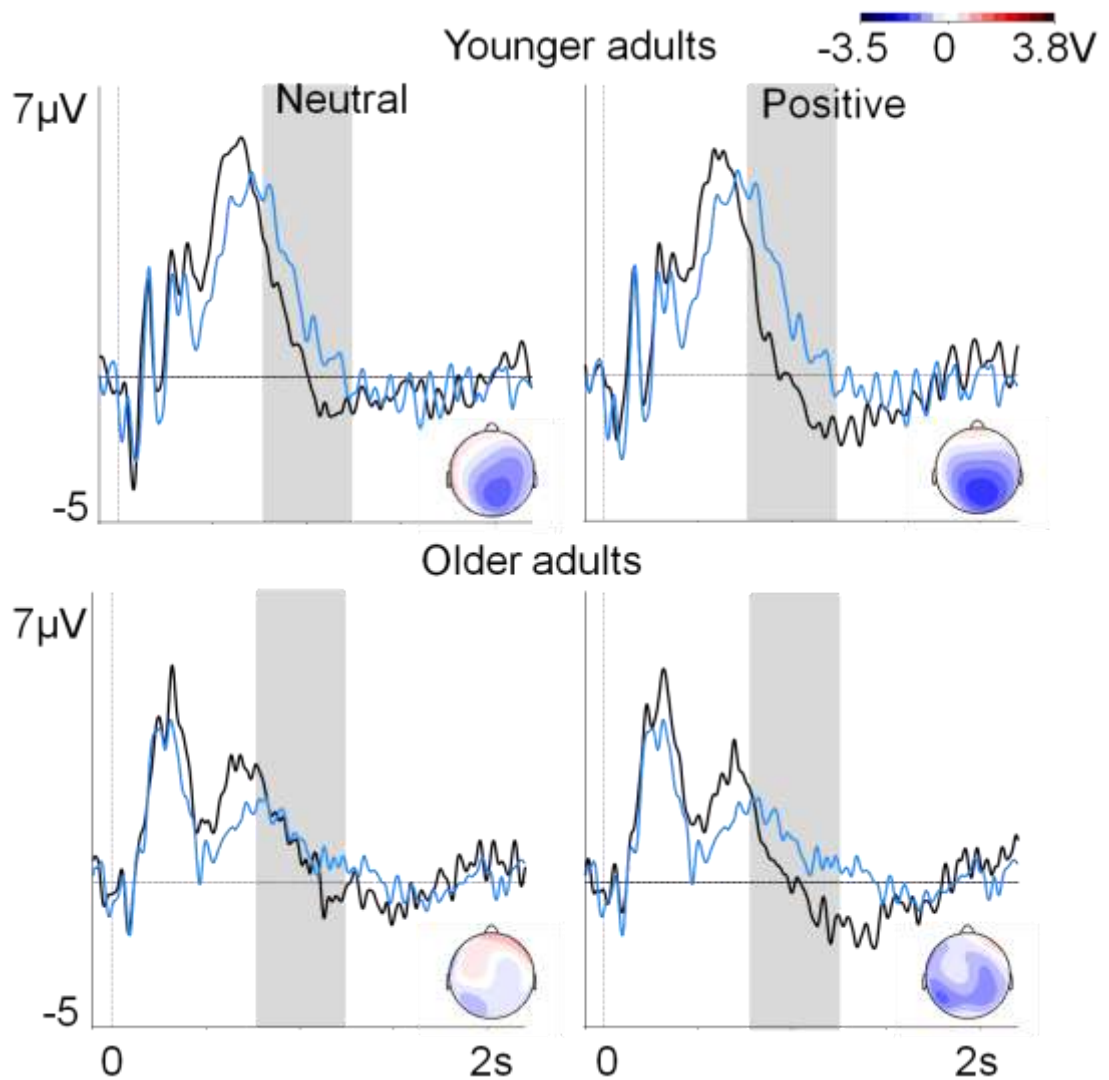 Younger adults
-3.5 0 3.8V
Neutral
Positive
7µV
-5
Older adults
7µV
-5
0 2s 0 2s